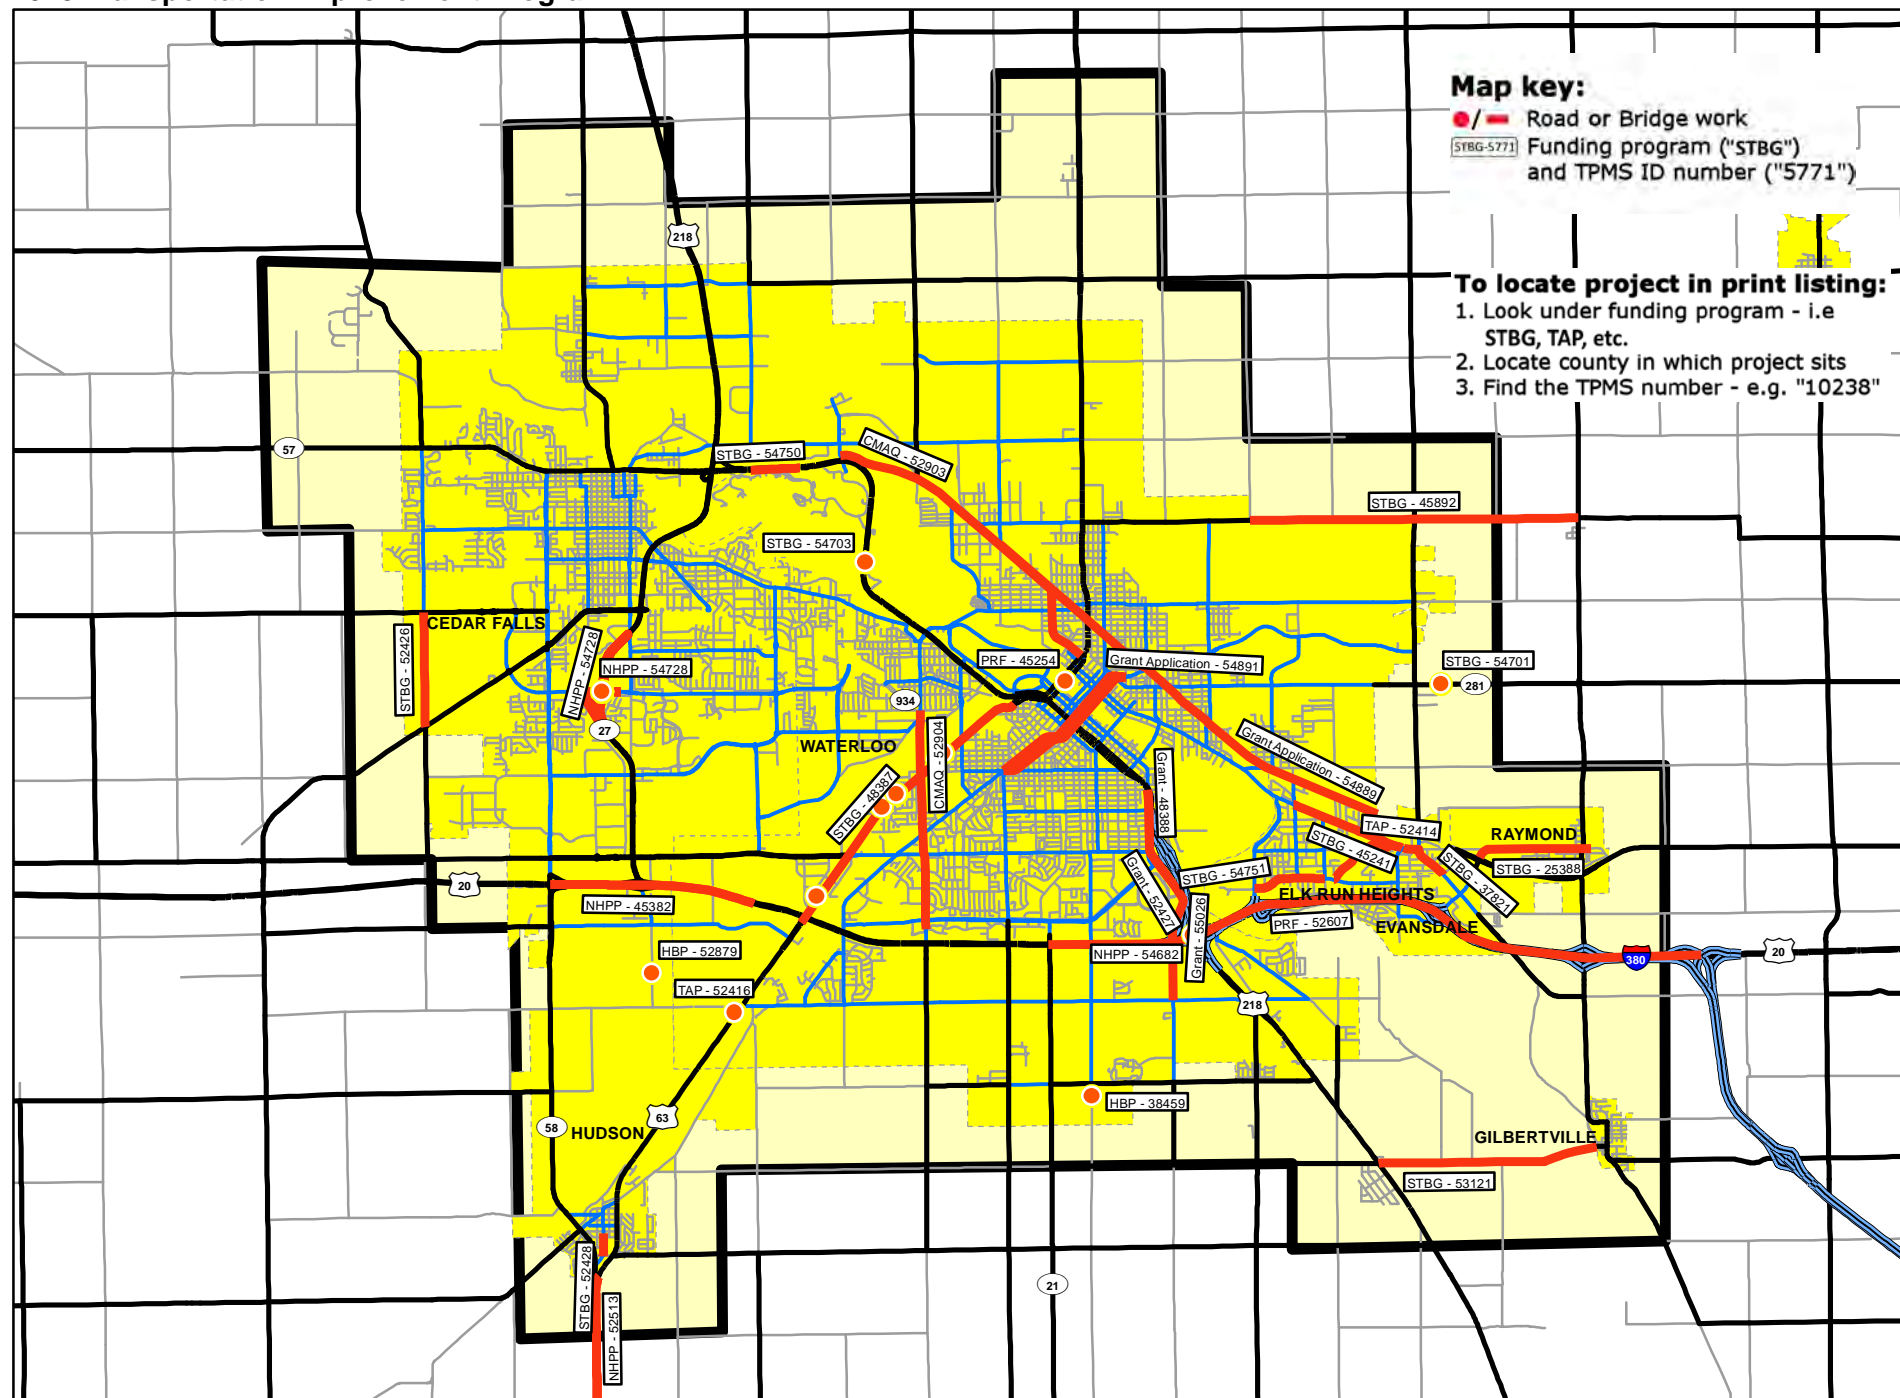 Map key:
Road or Bridge work
STBG-5771
Funding program ("STBG")
and TPMS ID number ("5771")
To locate project in print listing:
1. Look under funding program - i.e
STBG, TAP, etc.
2. Locate county in which project sits
3. Find the TPMS number - e.g. "10238"
218
57
STBG - 54750
CMAQ - 52903
STBG - 45892
STBG - 54703
CEDAR FALLS
STBG - 52426
NHPP - 54728
NHPP - 54728
27
PRF - 45254
Grant Application - 54891
STBG - 54701
281
934
WATERLOO
CMAQ - 52904
STBG - 48387
Grant - 48388
Grant Application - 54889
TAP - 52414
STBG - 45241
RAYMOND
STBG - 25388
STBG - 37821
20
NHPP - 45382
Grant - 52427
STBG - 54751
ELK RUN HEIGHTS
PRF - 52607
EVANSDALE
Grant - 55026
NHPP - 54682
HBP - 52879
TAP - 52416
380
20
218
HBP - 38459
58
HUDSON
63
GILBERTVILLE
STBG - 53121
STBG - 52428
NHPP - 52513
21